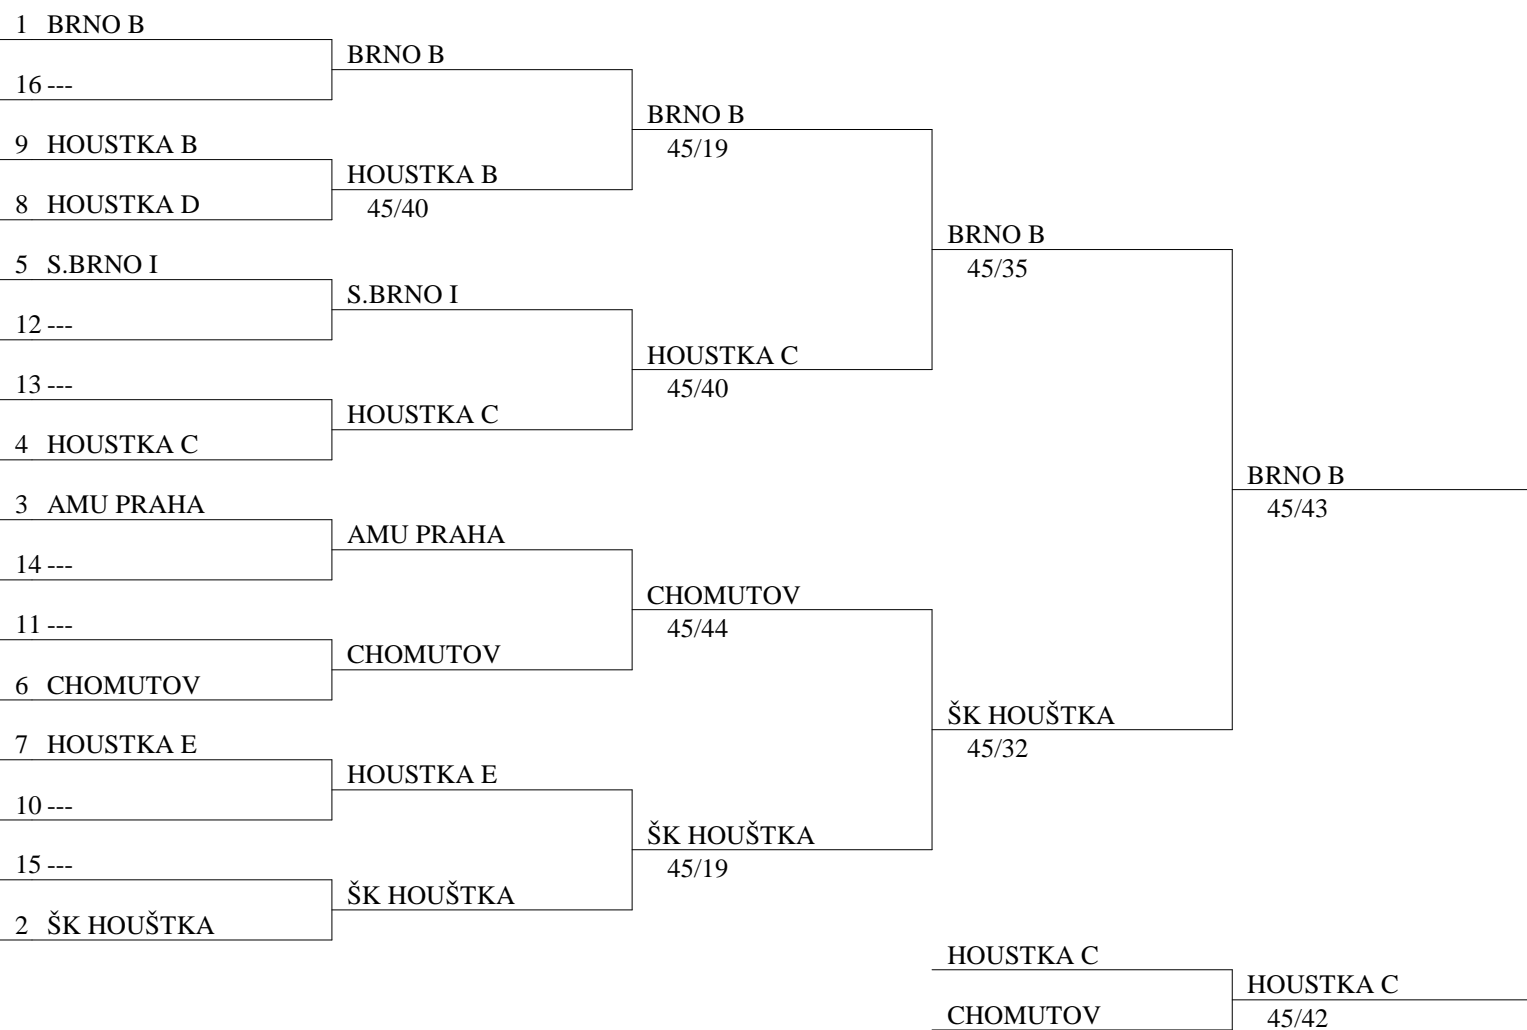 1 BRNO B
BRNO B
16 ---
BRNO B
9 HOUSTKA B
45/19
HOUSTKA B
8 HOUSTKA D
45/40
BRNO B
5 S.BRNO I
45/35
S.BRNO I
12 ---
HOUSTKA C
13 ---
45/40
HOUSTKA C
4 HOUSTKA C
BRNO B
3 AMU PRAHA
45/43
AMU PRAHA
14 ---
CHOMUTOV
11 ---
45/44
CHOMUTOV
6 CHOMUTOV
ŠK HOUŠTKA
7 HOUSTKA E
45/32
HOUSTKA E
10 ---
ŠK HOUŠTKA
15 ---
45/19
ŠK HOUŠTKA
2 ŠK HOUŠTKA
HOUSTKA C
HOUSTKA C
CHOMUTOV
45/42